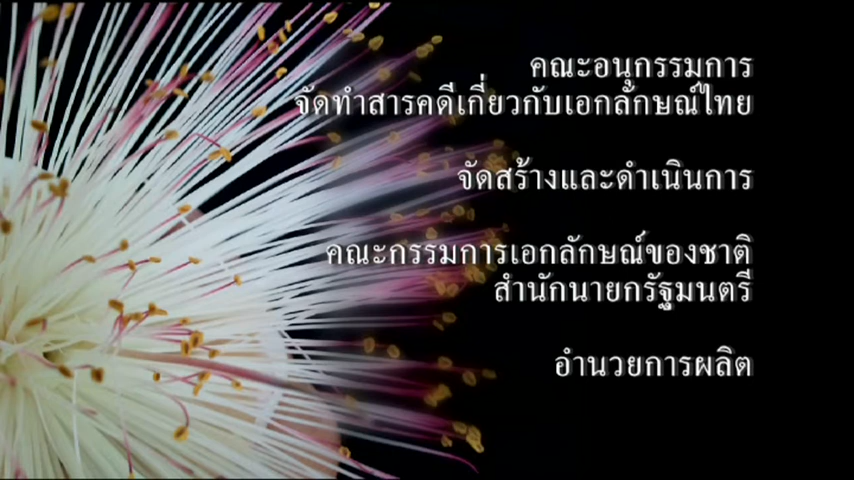 คณะอนุกรรมการ
จัดทำสารคดีเกี่ยวกับเอกลักษณ์ไทย
จัดสร้างและดำเนินการ
คณะกรรมการเอกลักษณ์ของชาติ
สำนักนายกรัฐมนตรี
อำนวยการผลิต